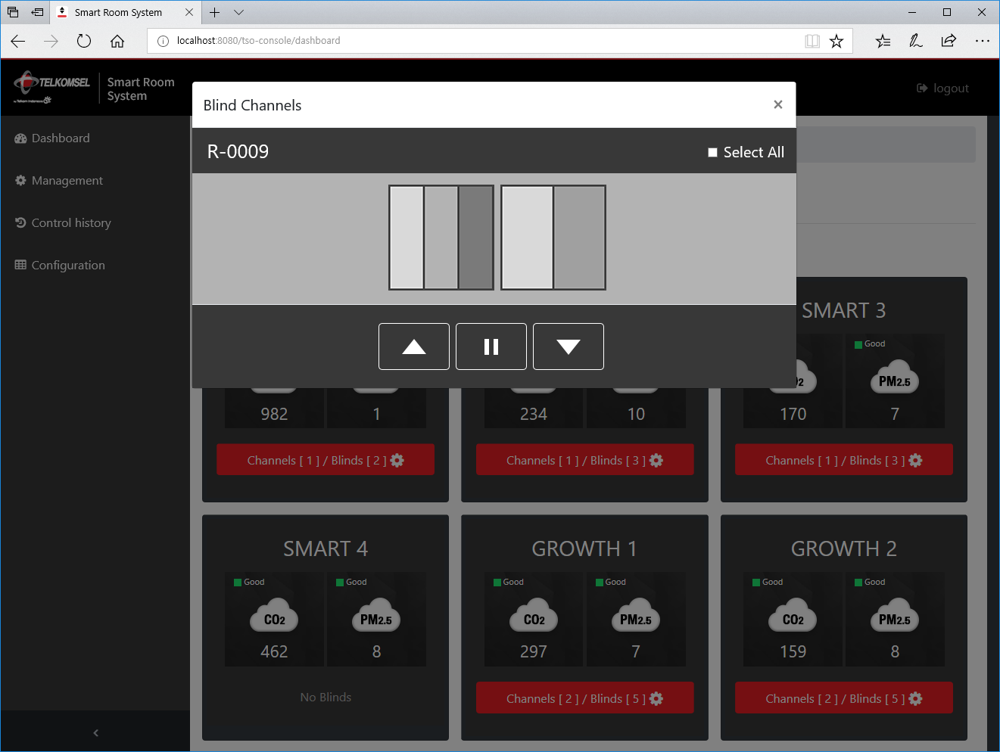 Smart Room System
localhost:8080/tso-console/dashboard
TELKOMSEL
by Telkom Indonesia
Smart Room
System
logout
Dashboard
Management
Control history
Configuration
Blind Channels
×
R-0009
Select All
SMART 3
Good
PM2.5
982
1
234
10
170
7
Channels [ 1 ] / Blinds [ 2 ]
Channels [ 1 ] / Blinds [ 3 ]
Channels [ 1 ] / Blinds [ 3 ]
SMART 4
GROWTH 1
GROWTH 2
Good
Good
Good
Good
Good
Good
CO2
PM2.5
CO2
PM2.5
CO2
PM2.5
462
8
297
7
159
8
No Blinds
Channels [ 2 ] / Blinds [ 5 ]
Channels [ 2 ] / Blinds [ 5 ]